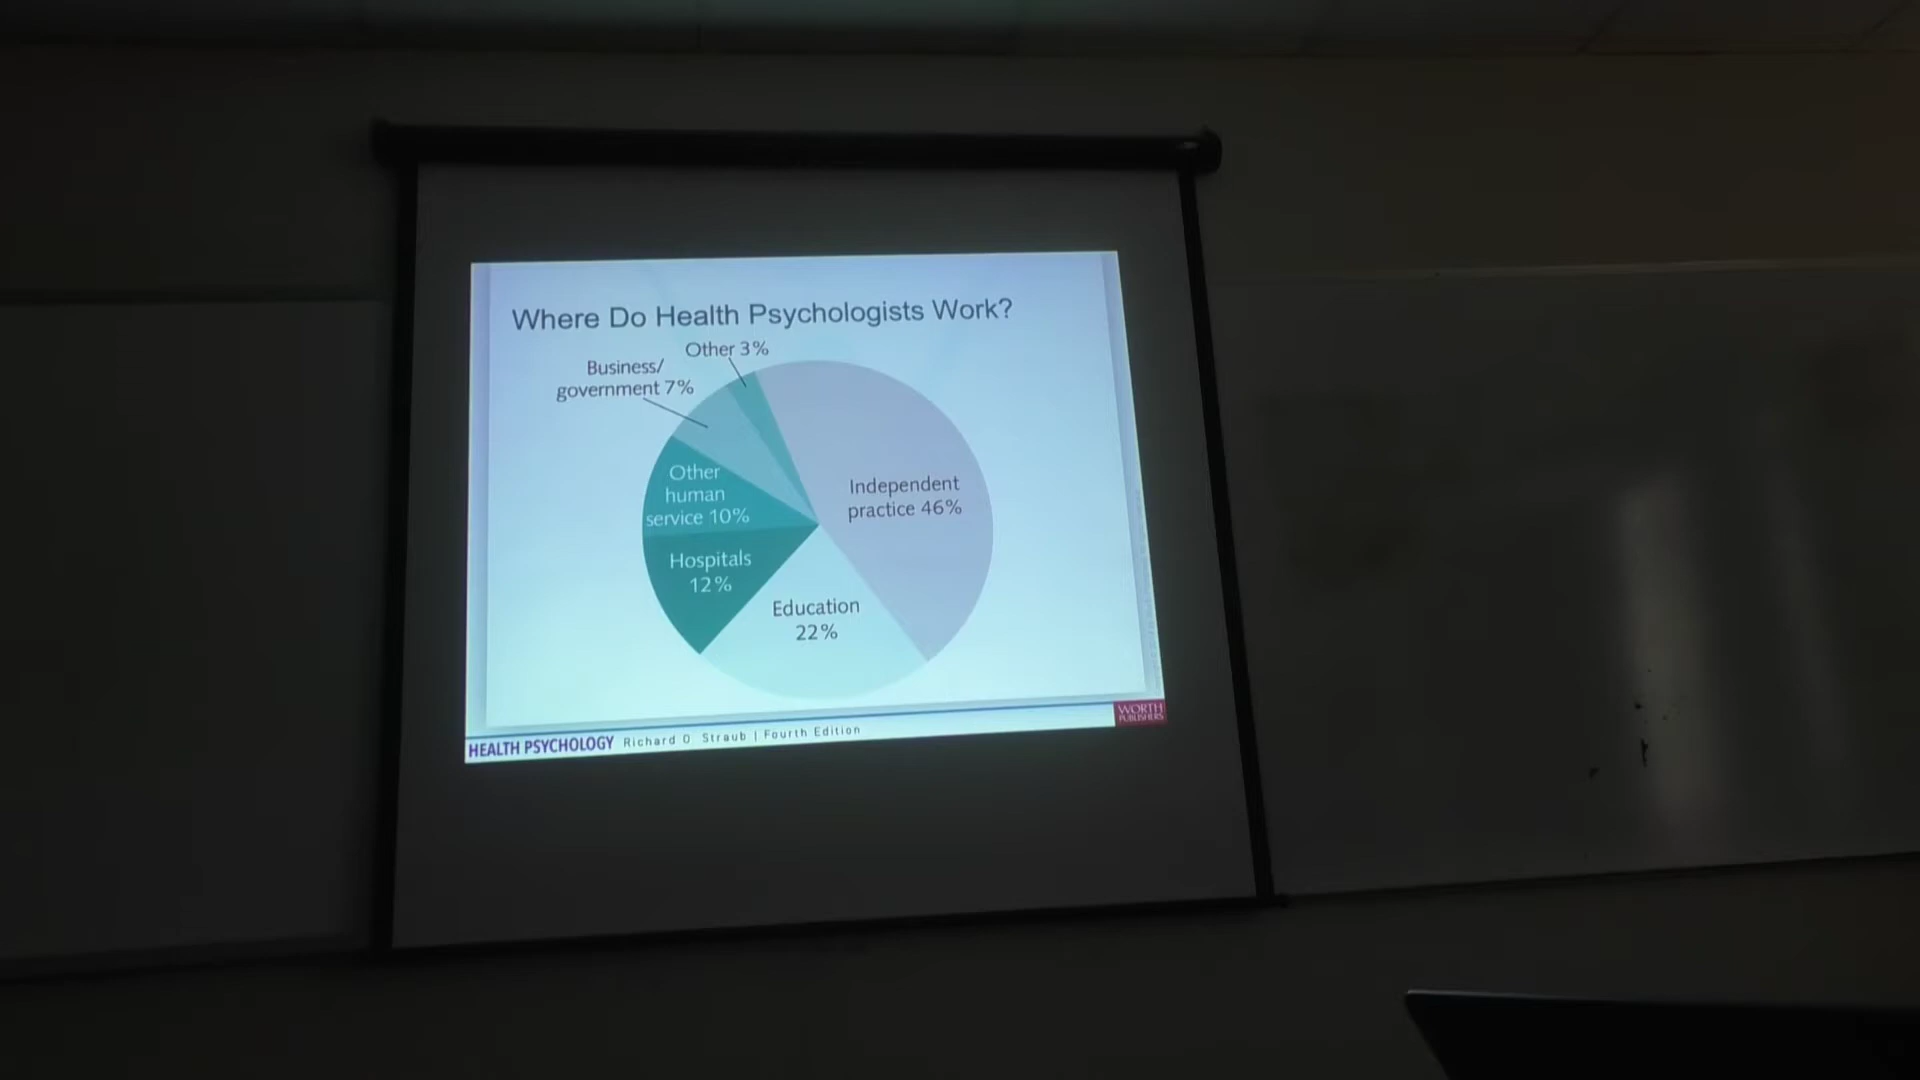 Where Do Health Psychologists Work?
Other 3%
Business/
government 7%
Other
human
service 10%
Independent
practice 46%
Hospitals
12%
Education
22%
WORTH
PUBLISHERS
HEALTH PSYCHOLOGY Richard O. Straub | Fourth Edition